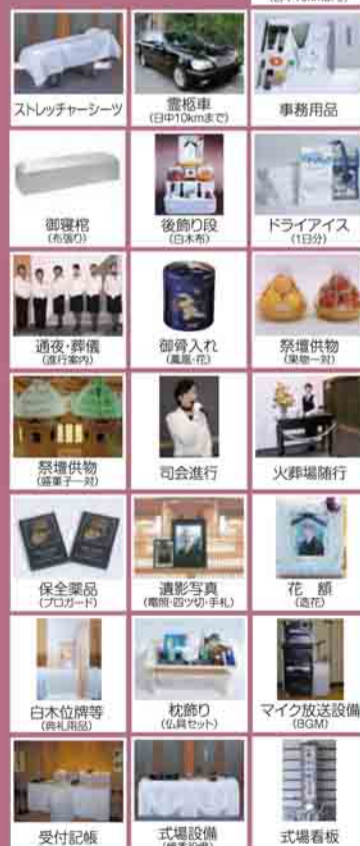 ストレッチャーシーツ
霊柩車
(日中10kmまで)
事務用品
御寝棺
(布張り)
後飾り段
(白木布)
ドライアイス
(1日分)
通夜・葬儀
(進行案内)
御骨入れ
(鳳凰・花)
祭壇供物
(果物一対)
祭壇供物
(盛菓子一対)
司会進行
火葬場随行
保全薬品
(プロガード)
遺影写真
(電照・四ツ切・手札)
花 額
(造花)
白木位牌等
(典礼用品)
枕飾り
(仏具セット)
マイク放送設備
(BGM)
受付記帳
式場設備
式場看板